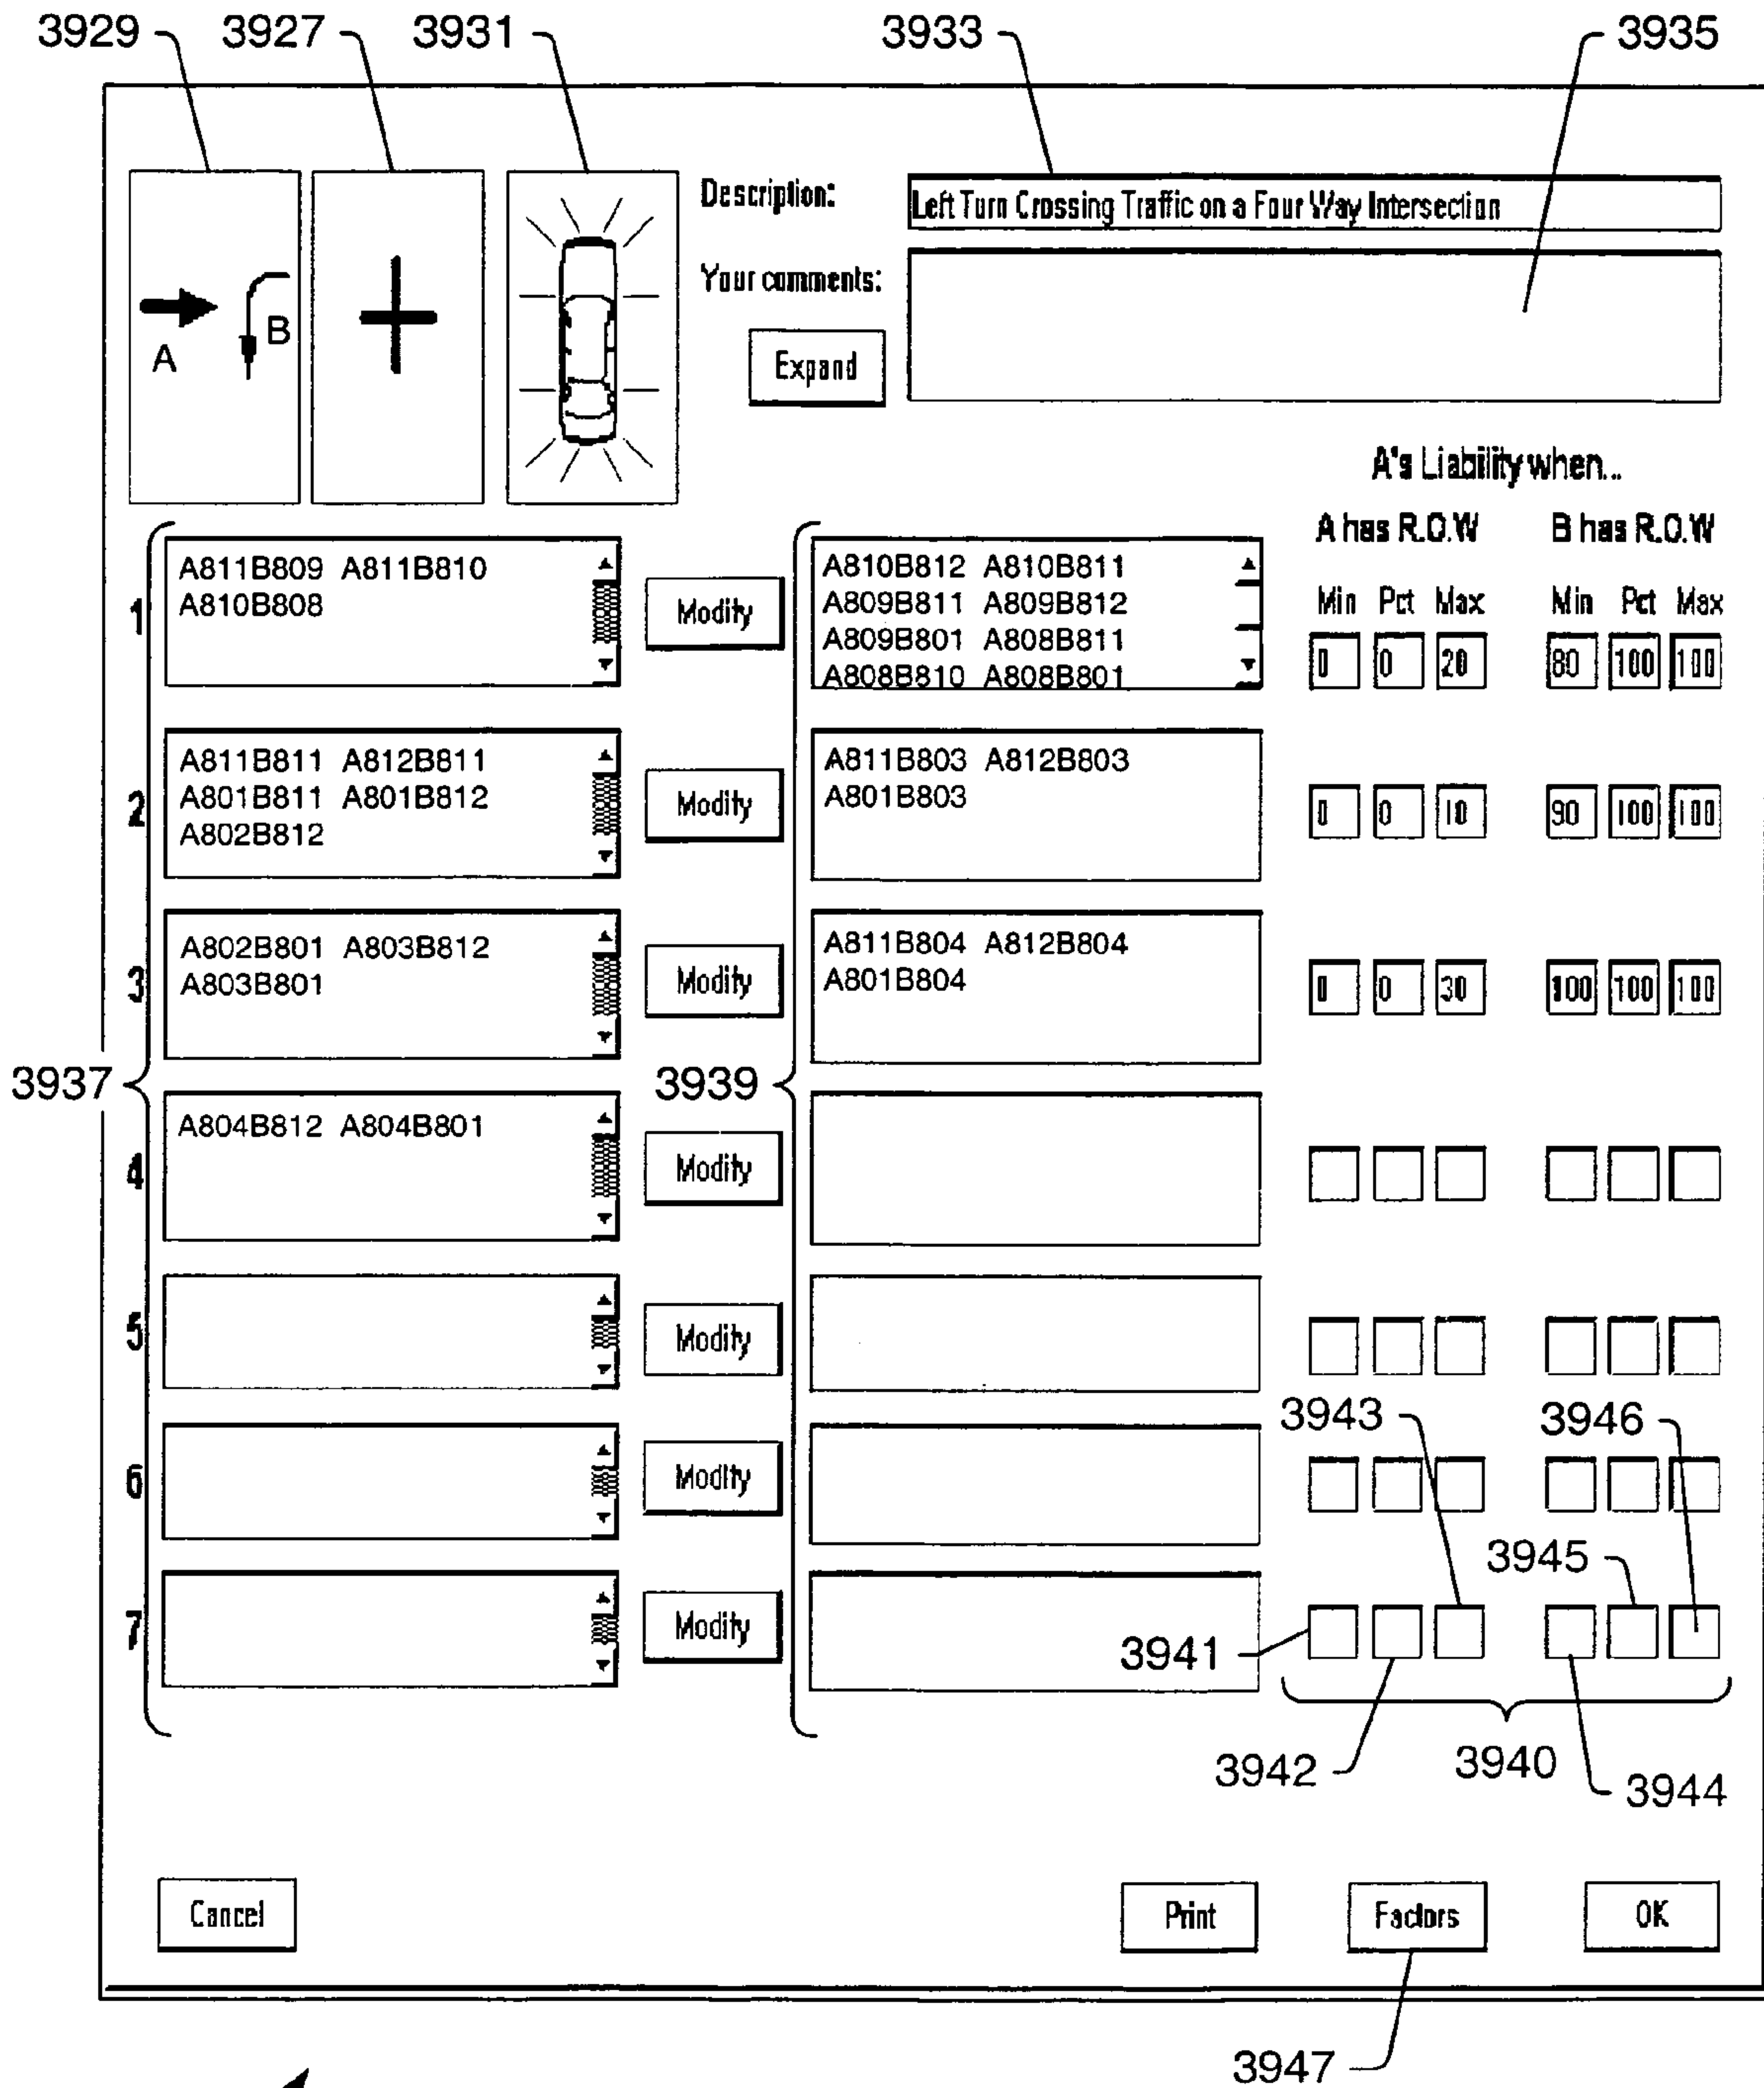 3929 3927 3931 3933 3935
Description: Left Turn Crossing Traffic on a Four Way Intersection
Your comments:
A B
Expand
A's Liability when...
A has R.O.W B has R.O.W
Min Pct Max Min Pct Max
1
A811B809 A811B810
A810B808
Modify
A810B812 A810B811
A809B811 A809B812
A809B801 A808B811
A808B810 A808B801
0 0 20 80 100 100
2
A811B811 A812B811
A801B811 A801B812
A802B812
Modify
A811B803 A812B803
A801B803
0 0 10 90 100 100
3
A802B801 A803B812
A803B801
Modify
A811B804 A812B804
A801B804
0 0 30 100 100 100
3937 3939
4
A804B812 A804B801
Modify
5
Modify
3943 3946
6
Modify
3945
7
Modify
3941
3942 3940 3944
Cancel Print Factors OK
3947